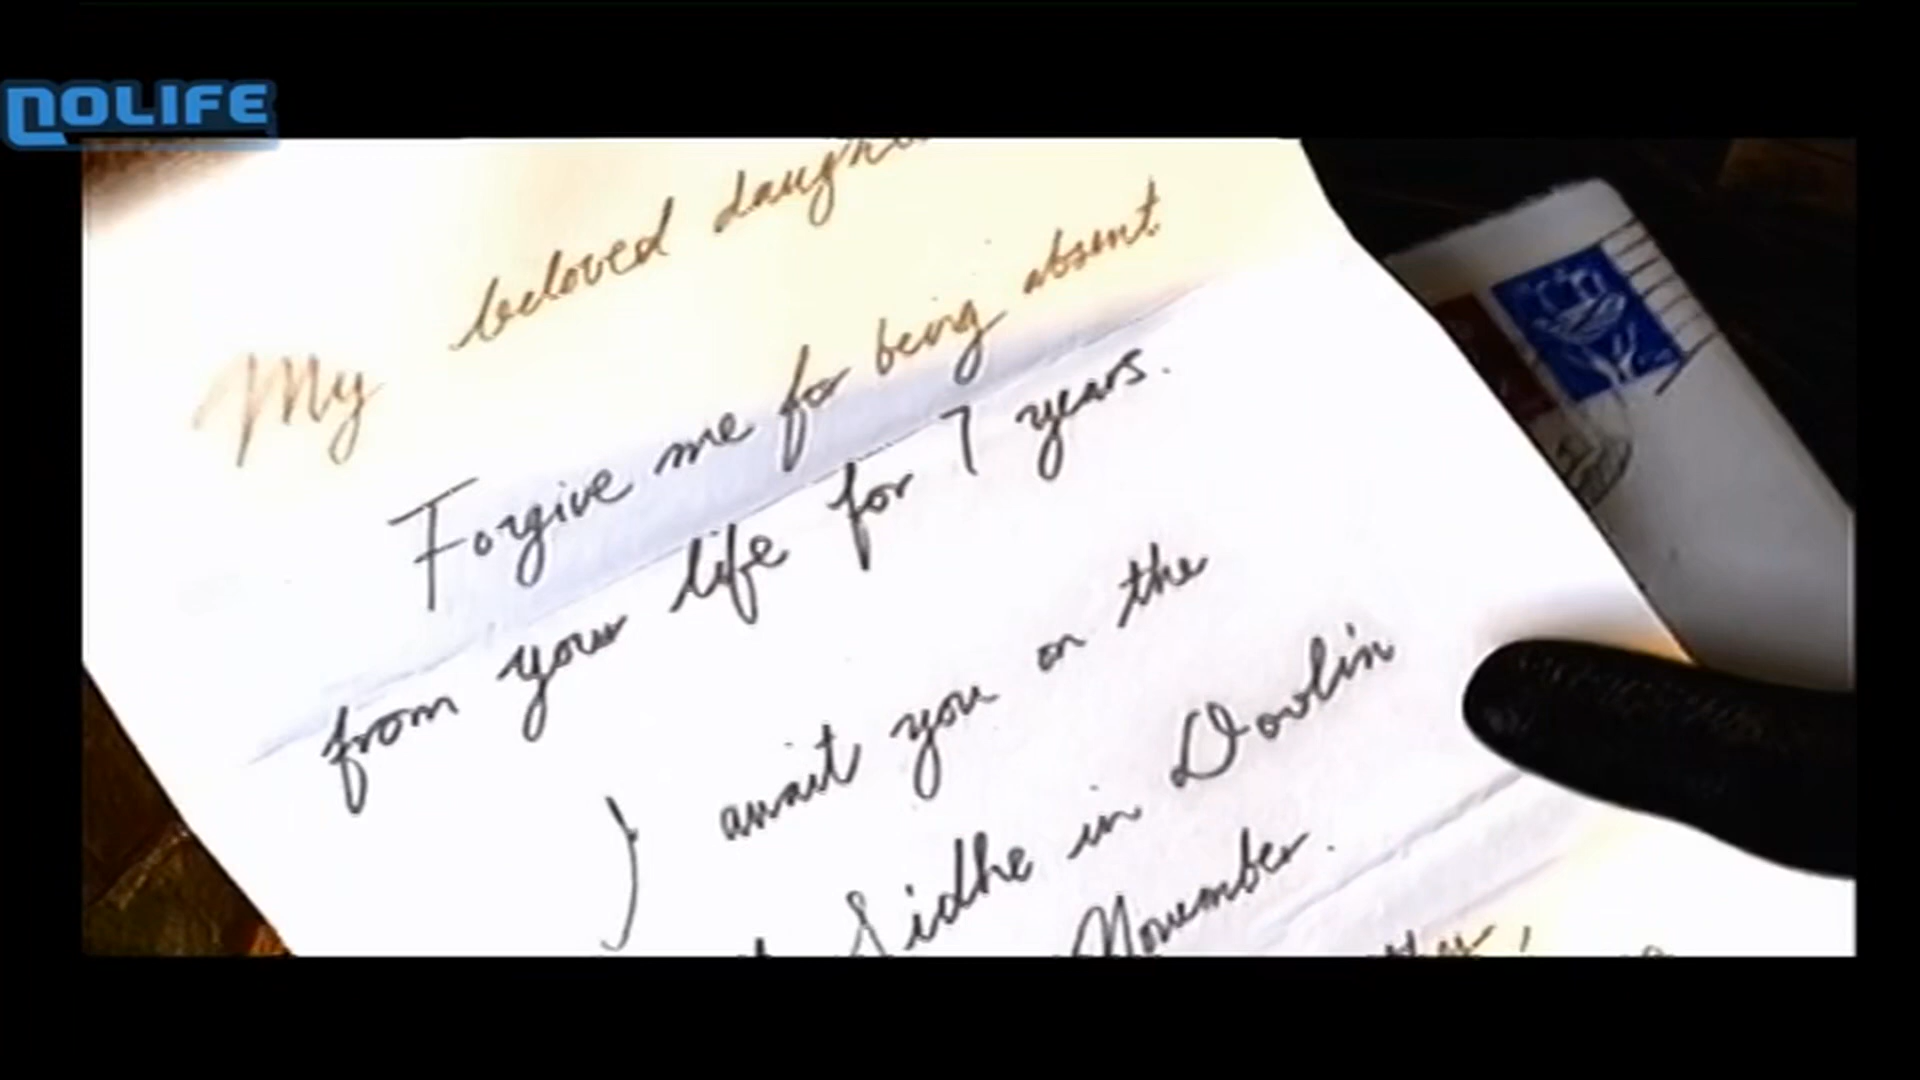 NOLIFE
My beloved
Forgive me for being absent
from your life for 7 years.
I await you on the
Sidhe in Doolin
November.